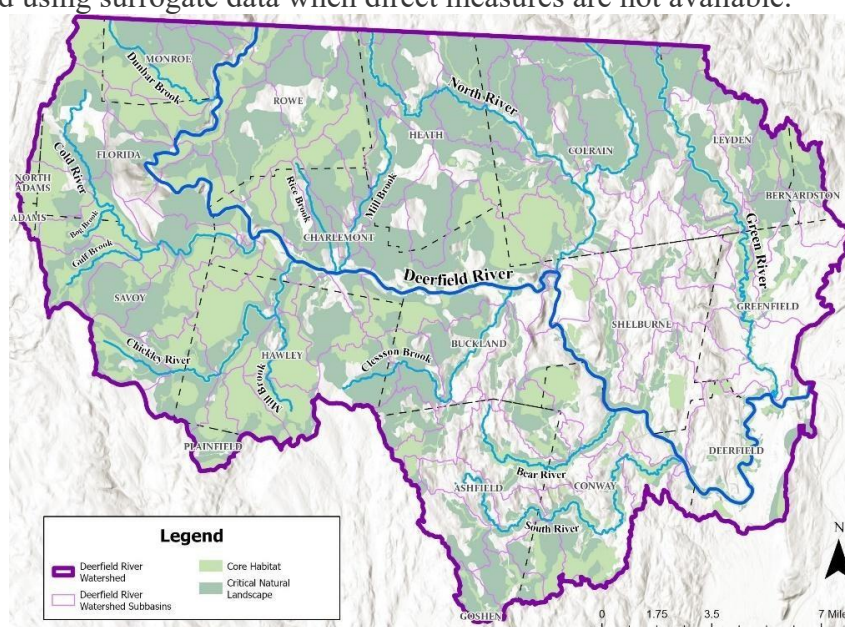 d using surrogate data when direct measures are not available.
MONROE
Dunbar Brook
ROWE
North River
HEATH
COLRAIN
LEYDEN
FLORIDA
Cold River
NORTH
ADAMS
ADAMS
BERNARDSTON
Rice Brook
Mill Brook
Bog Brook
Gulf Brook
CHARLEMONT
Green River
Deerfield River
SAVOY
GREENFIELD
SHELBURNE
Chickley River
HAWLEY
BUCKLAND
Clessson Brook
Mill Brook
PLAINFIELD
DEERFIELD
Bear River
ASHFIELD
CONWAY
South River
GOSHEN
Legend
Deerfield River
Watershed
Deerfield River
Watershed Subbasins
Core Habitat
Critical Natural
Landscape
N
0 1.75 3.5 7 Mile